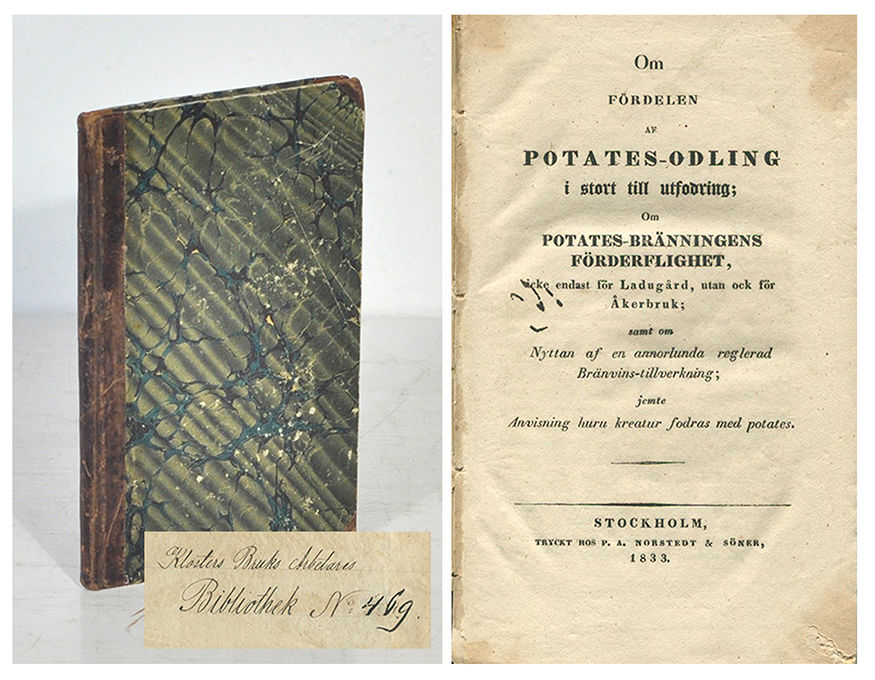 Klosters Bruks Arbetares
Bibliothek No. 469.
Om
FÖRDELEN
AF
POTATES-ODLING
i stort till utfodring;
Om
POTATES-BRÄNNINGENS
FÖRDERFLIGHET,
icke endast för Ladugård, utan ock för
Åkerbruk;
samt om
Nyttan af en annorlunda reglerad
Bränvins-tillverkning;
jemte
Anvisning huru kreatur fodras med potates.
STOCKHOLM,
TRYCKT HOS P. A. NORSTEDT & SÖNER,
1833.